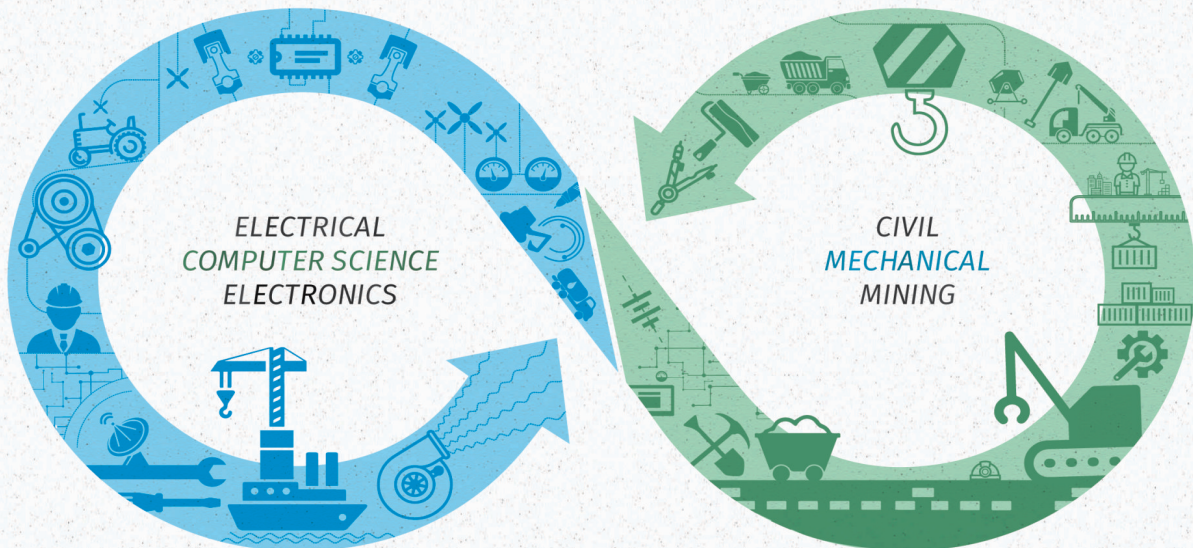 ELECTRICAL
COMPUTER SCIENCE
ELECTRONICS
CIVIL
MECHANICAL
MINING